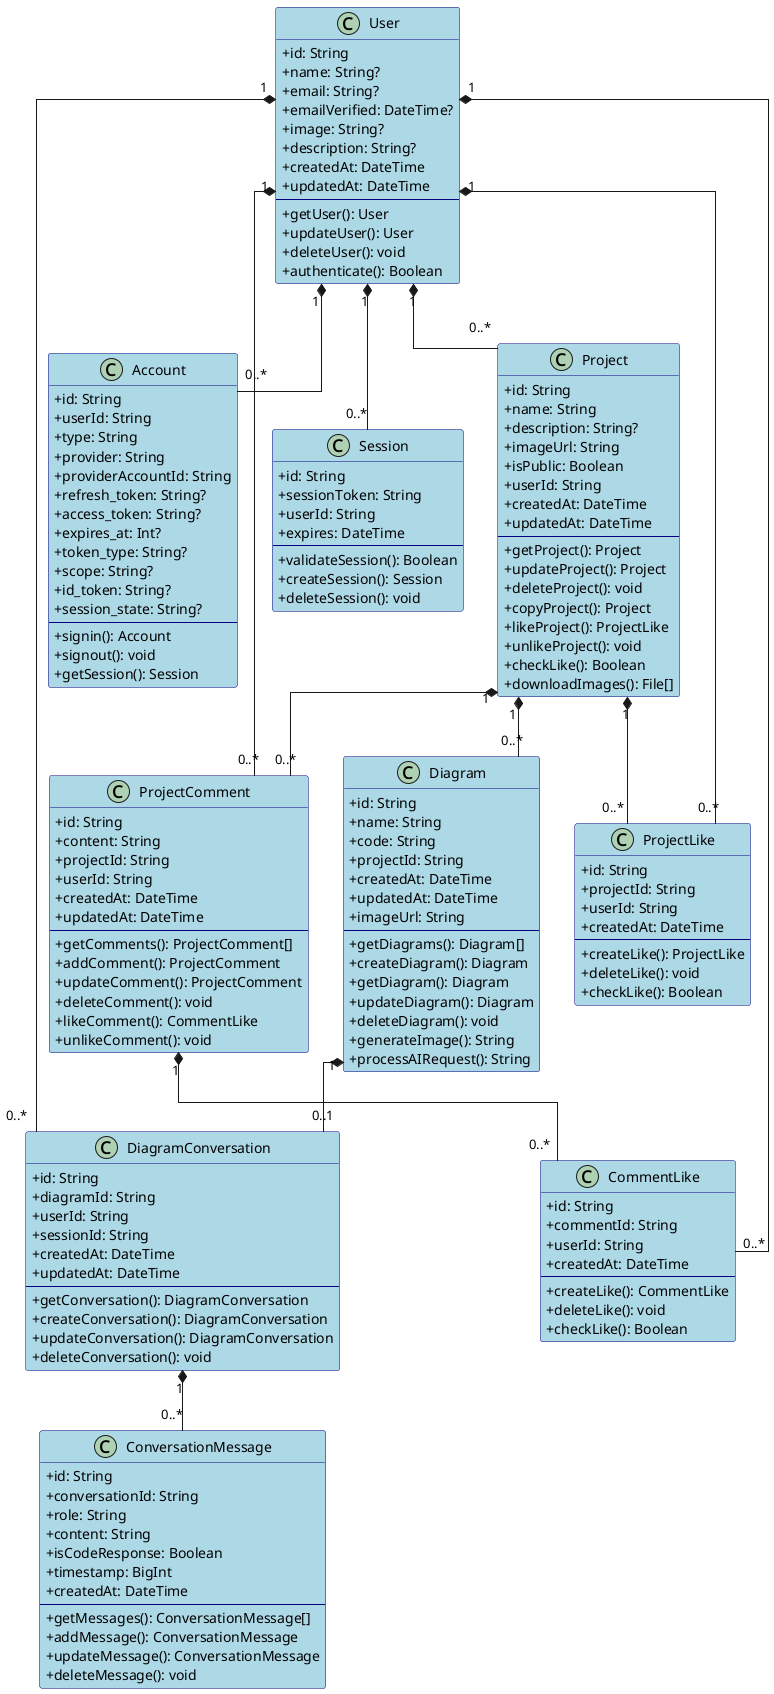 C User
+id: String
+name: String?
+email: String?
+emailVerified: DateTime?
+image: String?
+description: String?
+createdAt: DateTime
+updatedAt: DateTime
+getUser(): User
+updateUser(): User
+deleteUser(): void
+authenticate(): Boolean
1
1
1
1
1
1
1
0..*
0..*
0..*
C Account
+id: String
+userId: String
+type: String
+provider: String
+providerAccountId: String
+refresh_token: String?
+access_token: String?
+expires_at: Int?
+token_type: String?
+scope: String?
+id_token: String?
+session_state: String?
+signin(): Account
+signout(): void
+getSession(): Session
C Session
+id: String
+sessionToken: String
+userId: String
+expires: DateTime
+validateSession(): Boolean
+createSession(): Session
+deleteSession(): void
C Project
+id: String
+name: String
+description: String?
+imageUrl: String
+isPublic: Boolean
+userId: String
+createdAt: DateTime
+updatedAt: DateTime
+getProject(): Project
+updateProject(): Project
+deleteProject(): void
+copyProject(): Project
+likeProject(): ProjectLike
+unlikeProject(): void
+checkLike(): Boolean
+downloadImages(): File[]
1
1
1
0..*
0..*
0..*
0..*
0..*
C ProjectComment
+id: String
+content: String
+projectId: String
+userId: String
+createdAt: DateTime
+updatedAt: DateTime
+getComments(): ProjectComment[]
+addComment(): ProjectComment
+updateComment(): ProjectComment
+deleteComment(): void
+likeComment(): CommentLike
+unlikeComment(): void
C Diagram
+id: String
+name: String
+code: String
+projectId: String
+createdAt: DateTime
+updatedAt: DateTime
+imageUrl: String
+getDiagrams(): Diagram[]
+createDiagram(): Diagram
+getDiagram(): Diagram
+updateDiagram(): Diagram
+deleteDiagram(): void
+generateImage(): String
+processAIRequest(): String
C ProjectLike
+id: String
+projectId: String
+userId: String
+createdAt: DateTime
+createLike(): ProjectLike
+deleteLike(): void
+checkLike(): Boolean
1
1
0..*
0..1
0..*
0..*
C DiagramConversation
+id: String
+diagramId: String
+userId: String
+sessionId: String
+createdAt: DateTime
+updatedAt: DateTime
+getConversation(): DiagramConversation
+createConversation(): DiagramConversation
+updateConversation(): DiagramConversation
+deleteConversation(): void
C CommentLike
+id: String
+commentId: String
+userId: String
+createdAt: DateTime
+createLike(): CommentLike
+deleteLike(): void
+checkLike(): Boolean
1
0..*
C ConversationMessage
+id: String
+conversationId: String
+role: String
+content: String
+isCodeResponse: Boolean
+timestamp: BigInt
+createdAt: DateTime
+getMessages(): ConversationMessage[]
+addMessage(): ConversationMessage
+updateMessage(): ConversationMessage
+deleteMessage(): void